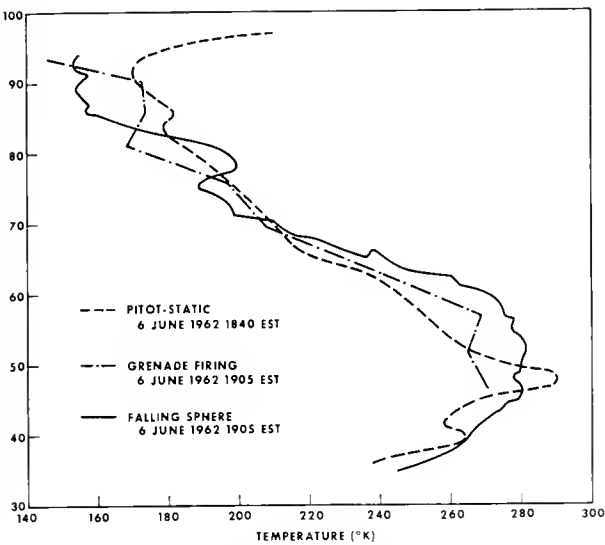 100
90
80
70
60
50
40
30
PITOT-STATIC
6 JUNE 1962 1840 EST
GRENADE FIRING
6 JUNE 1962 1905 EST
FALLING SPHERE
6 JUNE 1962 1905 EST
140 160 180 200 220 240 260 280 300
TEMPERATURE (°K)